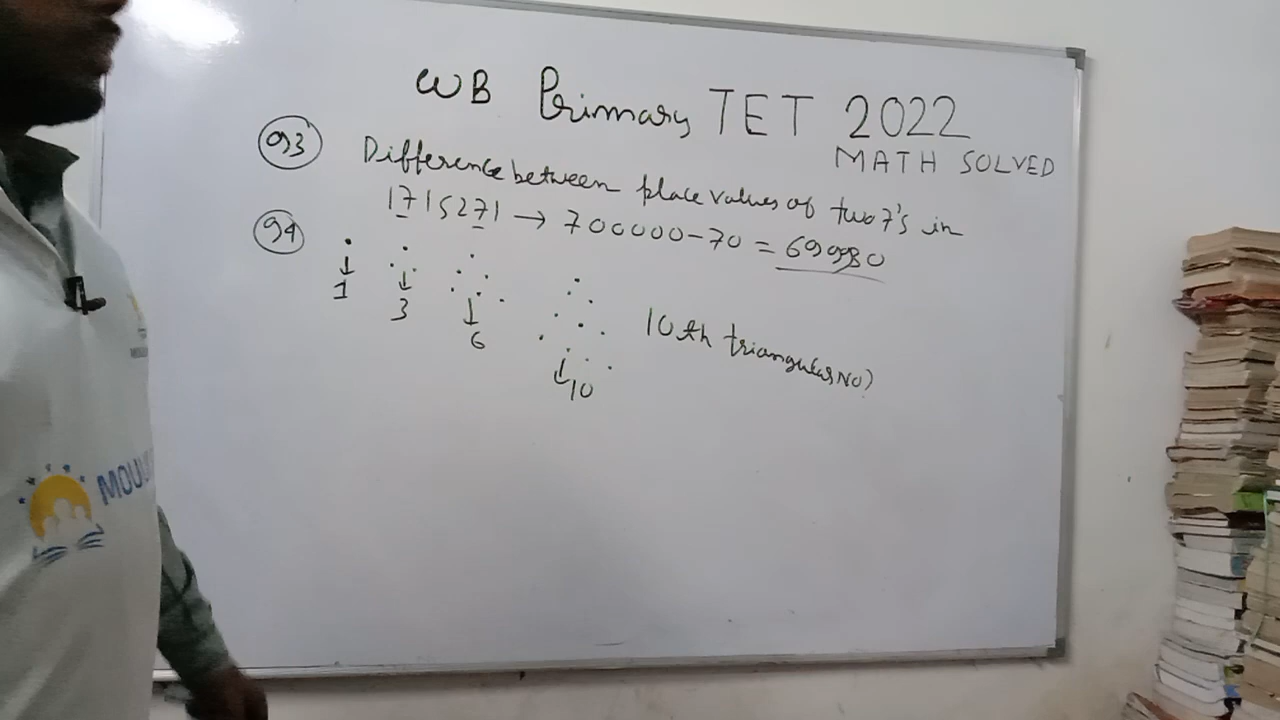 WB Primary TET 2022
MATH SOLVED
93 Difference between place values of two 7's in
1715271 → 700000-70 = 699930
94
1
3
6
10
10th triangular NO)
MOU